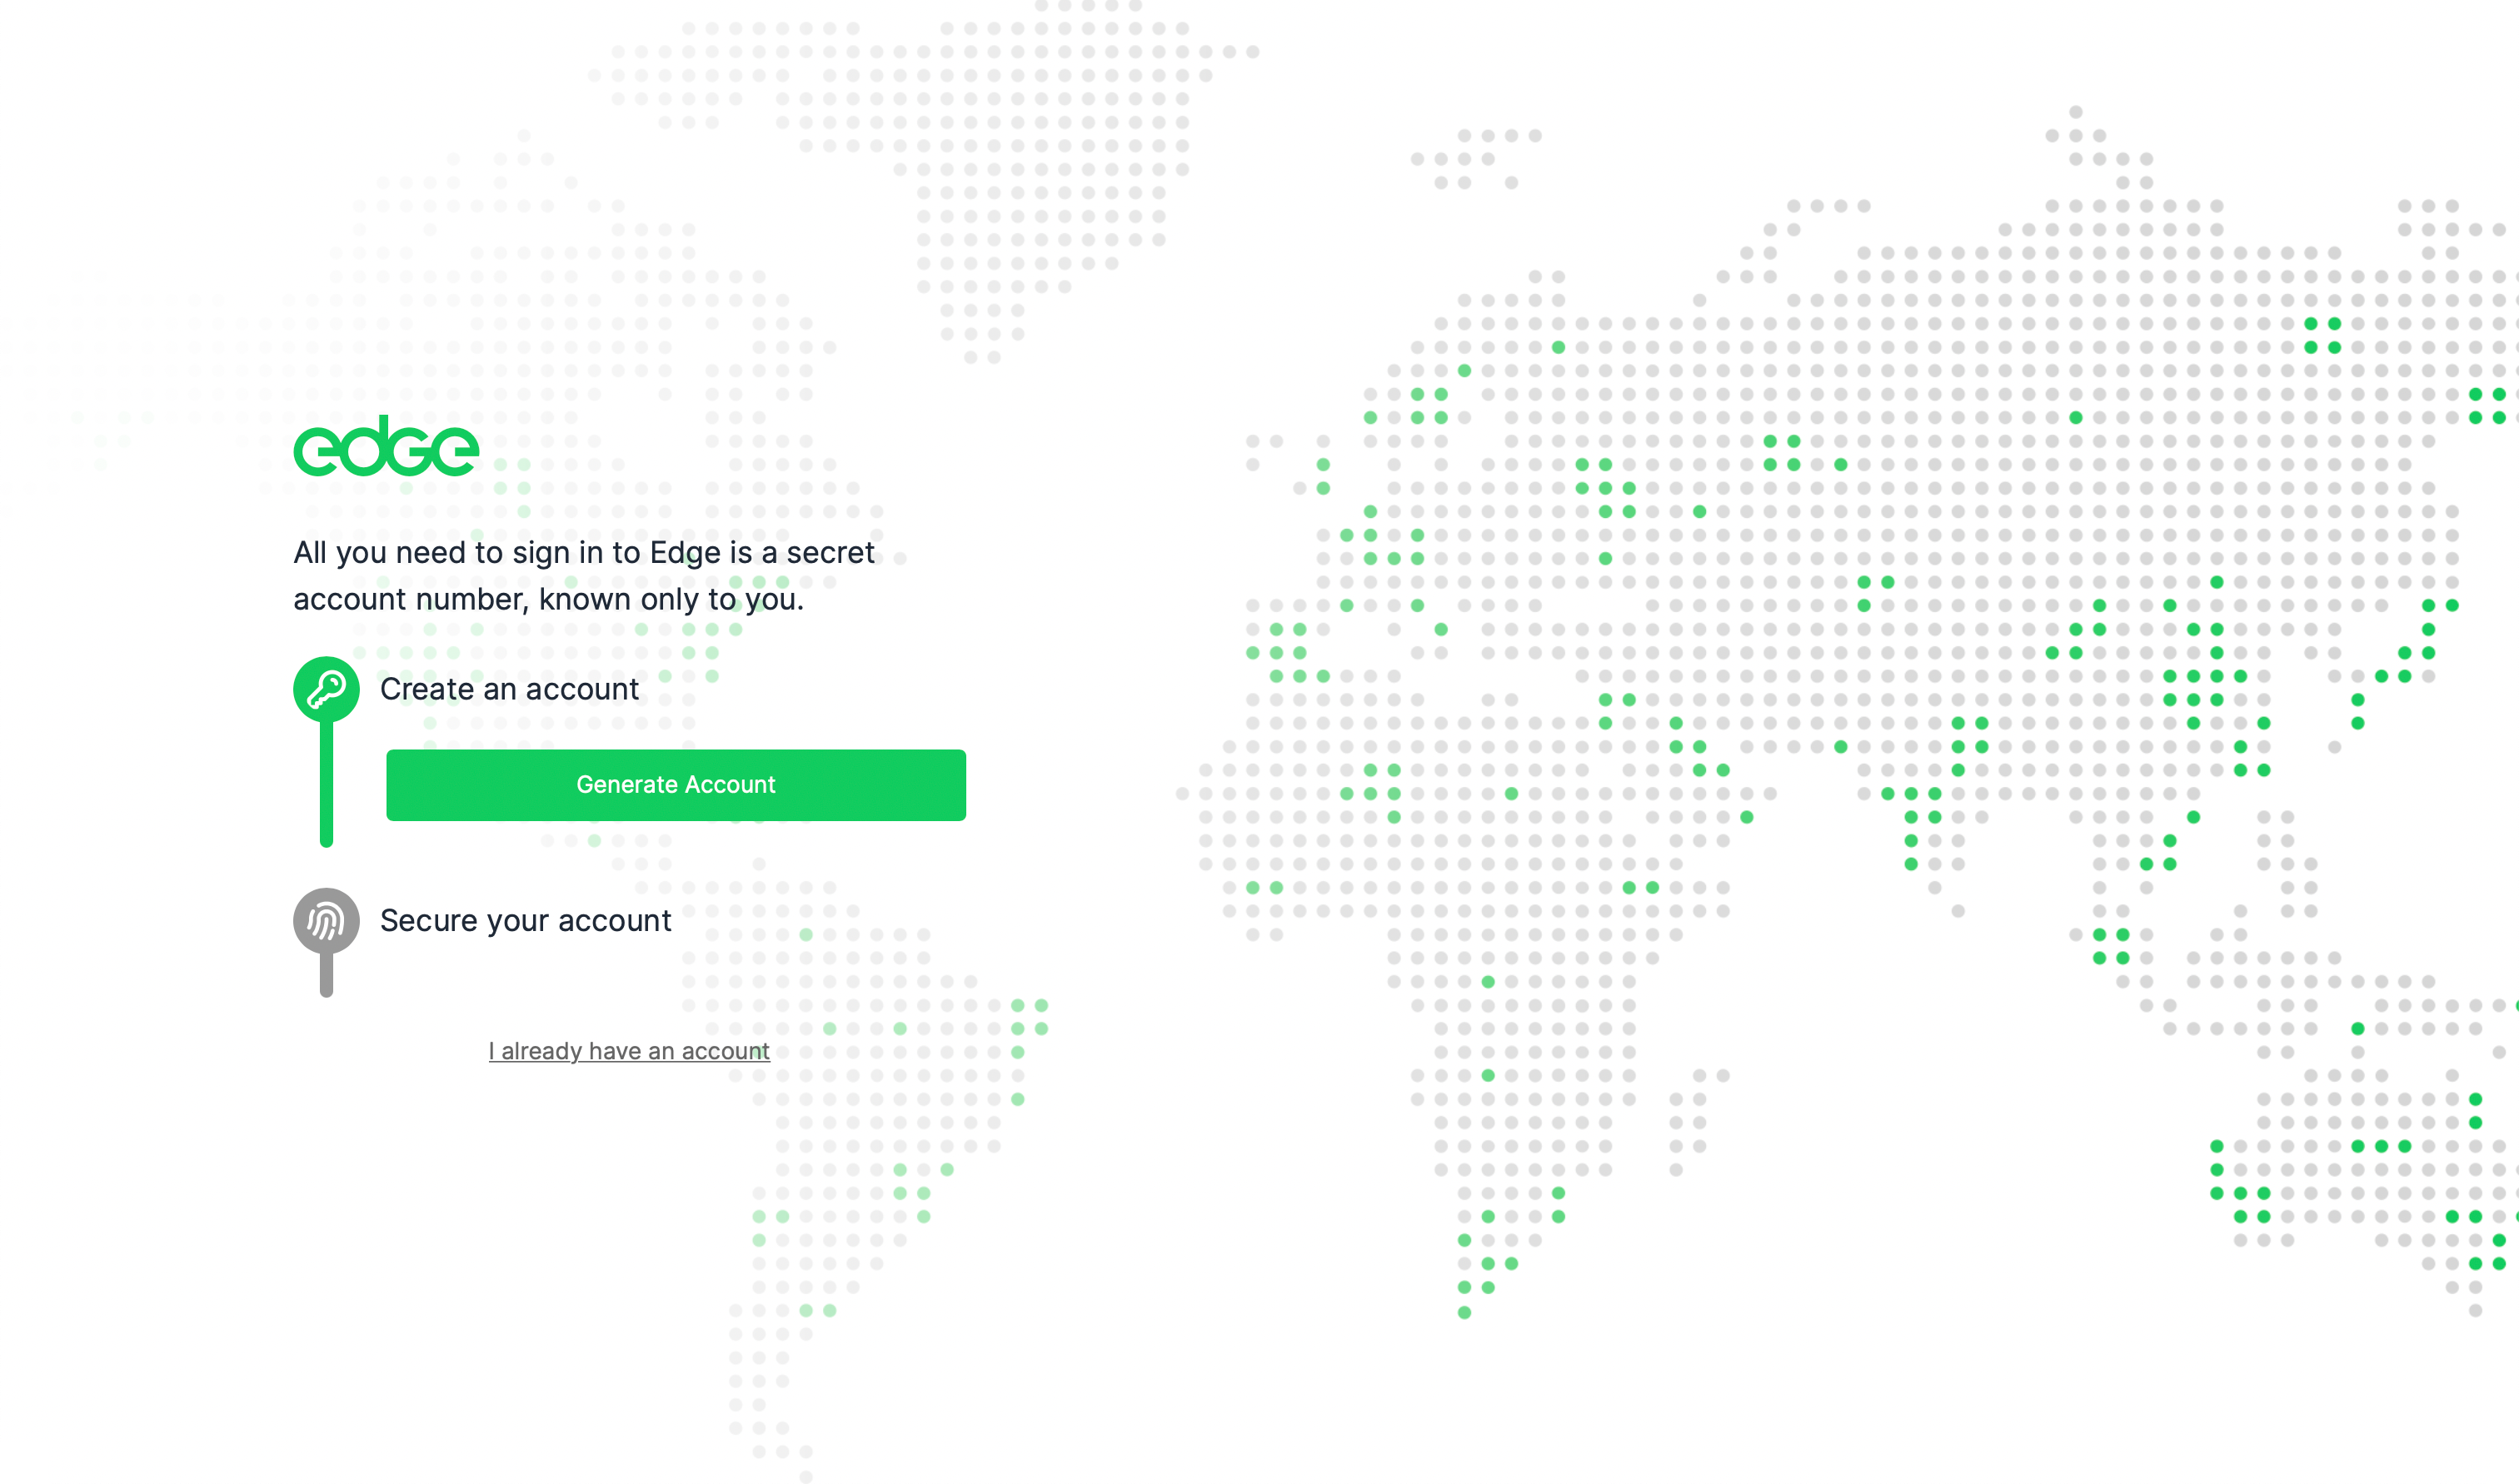 edge
All you need to sign in to Edge is a secret
account number, known only to you.
Create an account
Generate Account
Secure your account
I already have an account